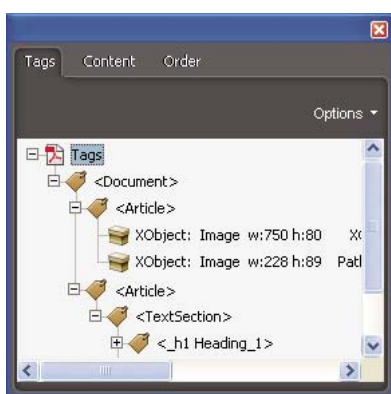 Tags Content Order
Options
Tags
<Document>
<Article>
XObject: Image w:750 h:80
XObject: Image w:228 h:89
<Article>
<TextSection>
<_h1 Heading_1>